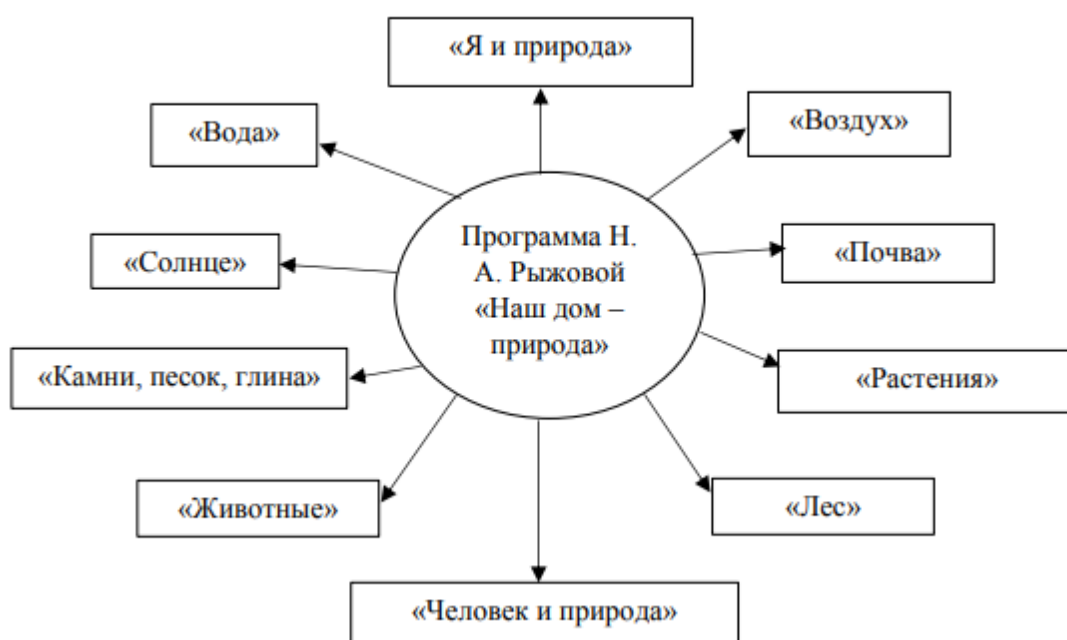 «Я и природа»
«Вода»
«Воздух»
Программа Н.
А. Рыжовой
«Наш дом –
природа»
«Солнце»
«Почва»
«Камни, песок, глина»
«Растения»
«Животные»
«Лес»
«Человек и природа»